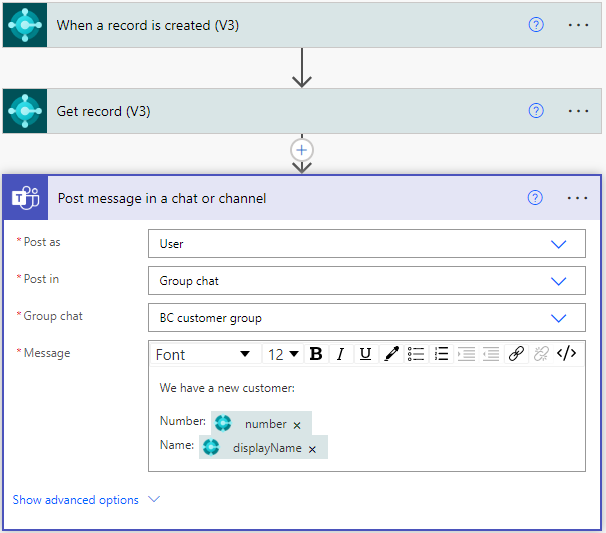 When a record is created (V3)
Get record (V3)
Post message in a chat or channel
* Post as
User
* Post in
Group chat
* Group chat
BC customer group
* Message
Font 12 B I U </>
We have a new customer:
Number: number ×
Name: displayName ×
Show advanced options